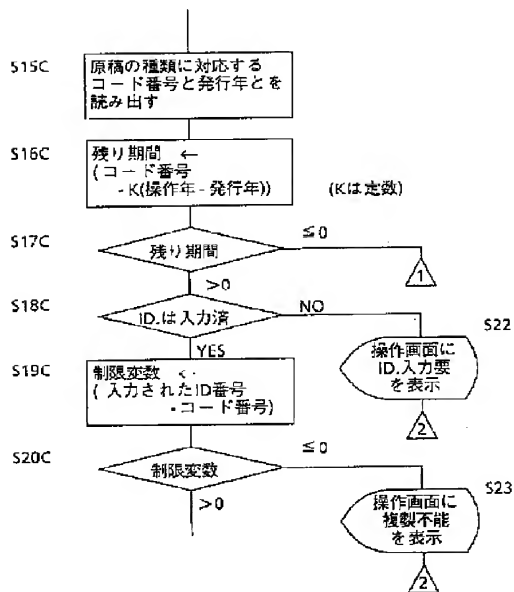 S15C
原稿の種類に対応する
コード番号と発行年とを
読み出す
S16C
残り期間 ←
(コード番号
-K(操作年-発行年))
(Kは定数)
S17C
残り期間
≦0
1
>0
S18C
ID.は入力済
NO
S22
操作画面に
ID.入力要
を表示
2
YES
S19C
制限変数 ←
(入力されたID番号
-コード番号)
S20C
制限変数
≦0
S23
操作画面に
複製不能
を表示
2
>0